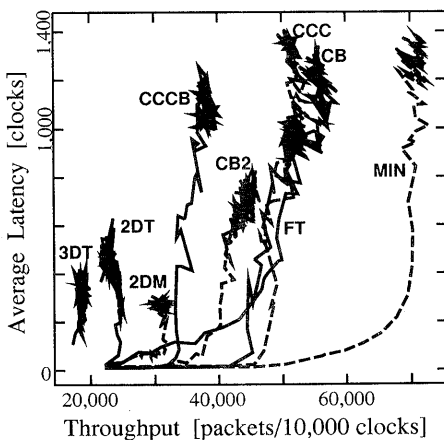 1.400
CCC
CB
CCCB
1.000
CB2
MIN
2DT
FT
3DT
2DM
0
20,000 40,000 60,000
Average Latency [clocks]
Throughput [packets/10,000 clocks]